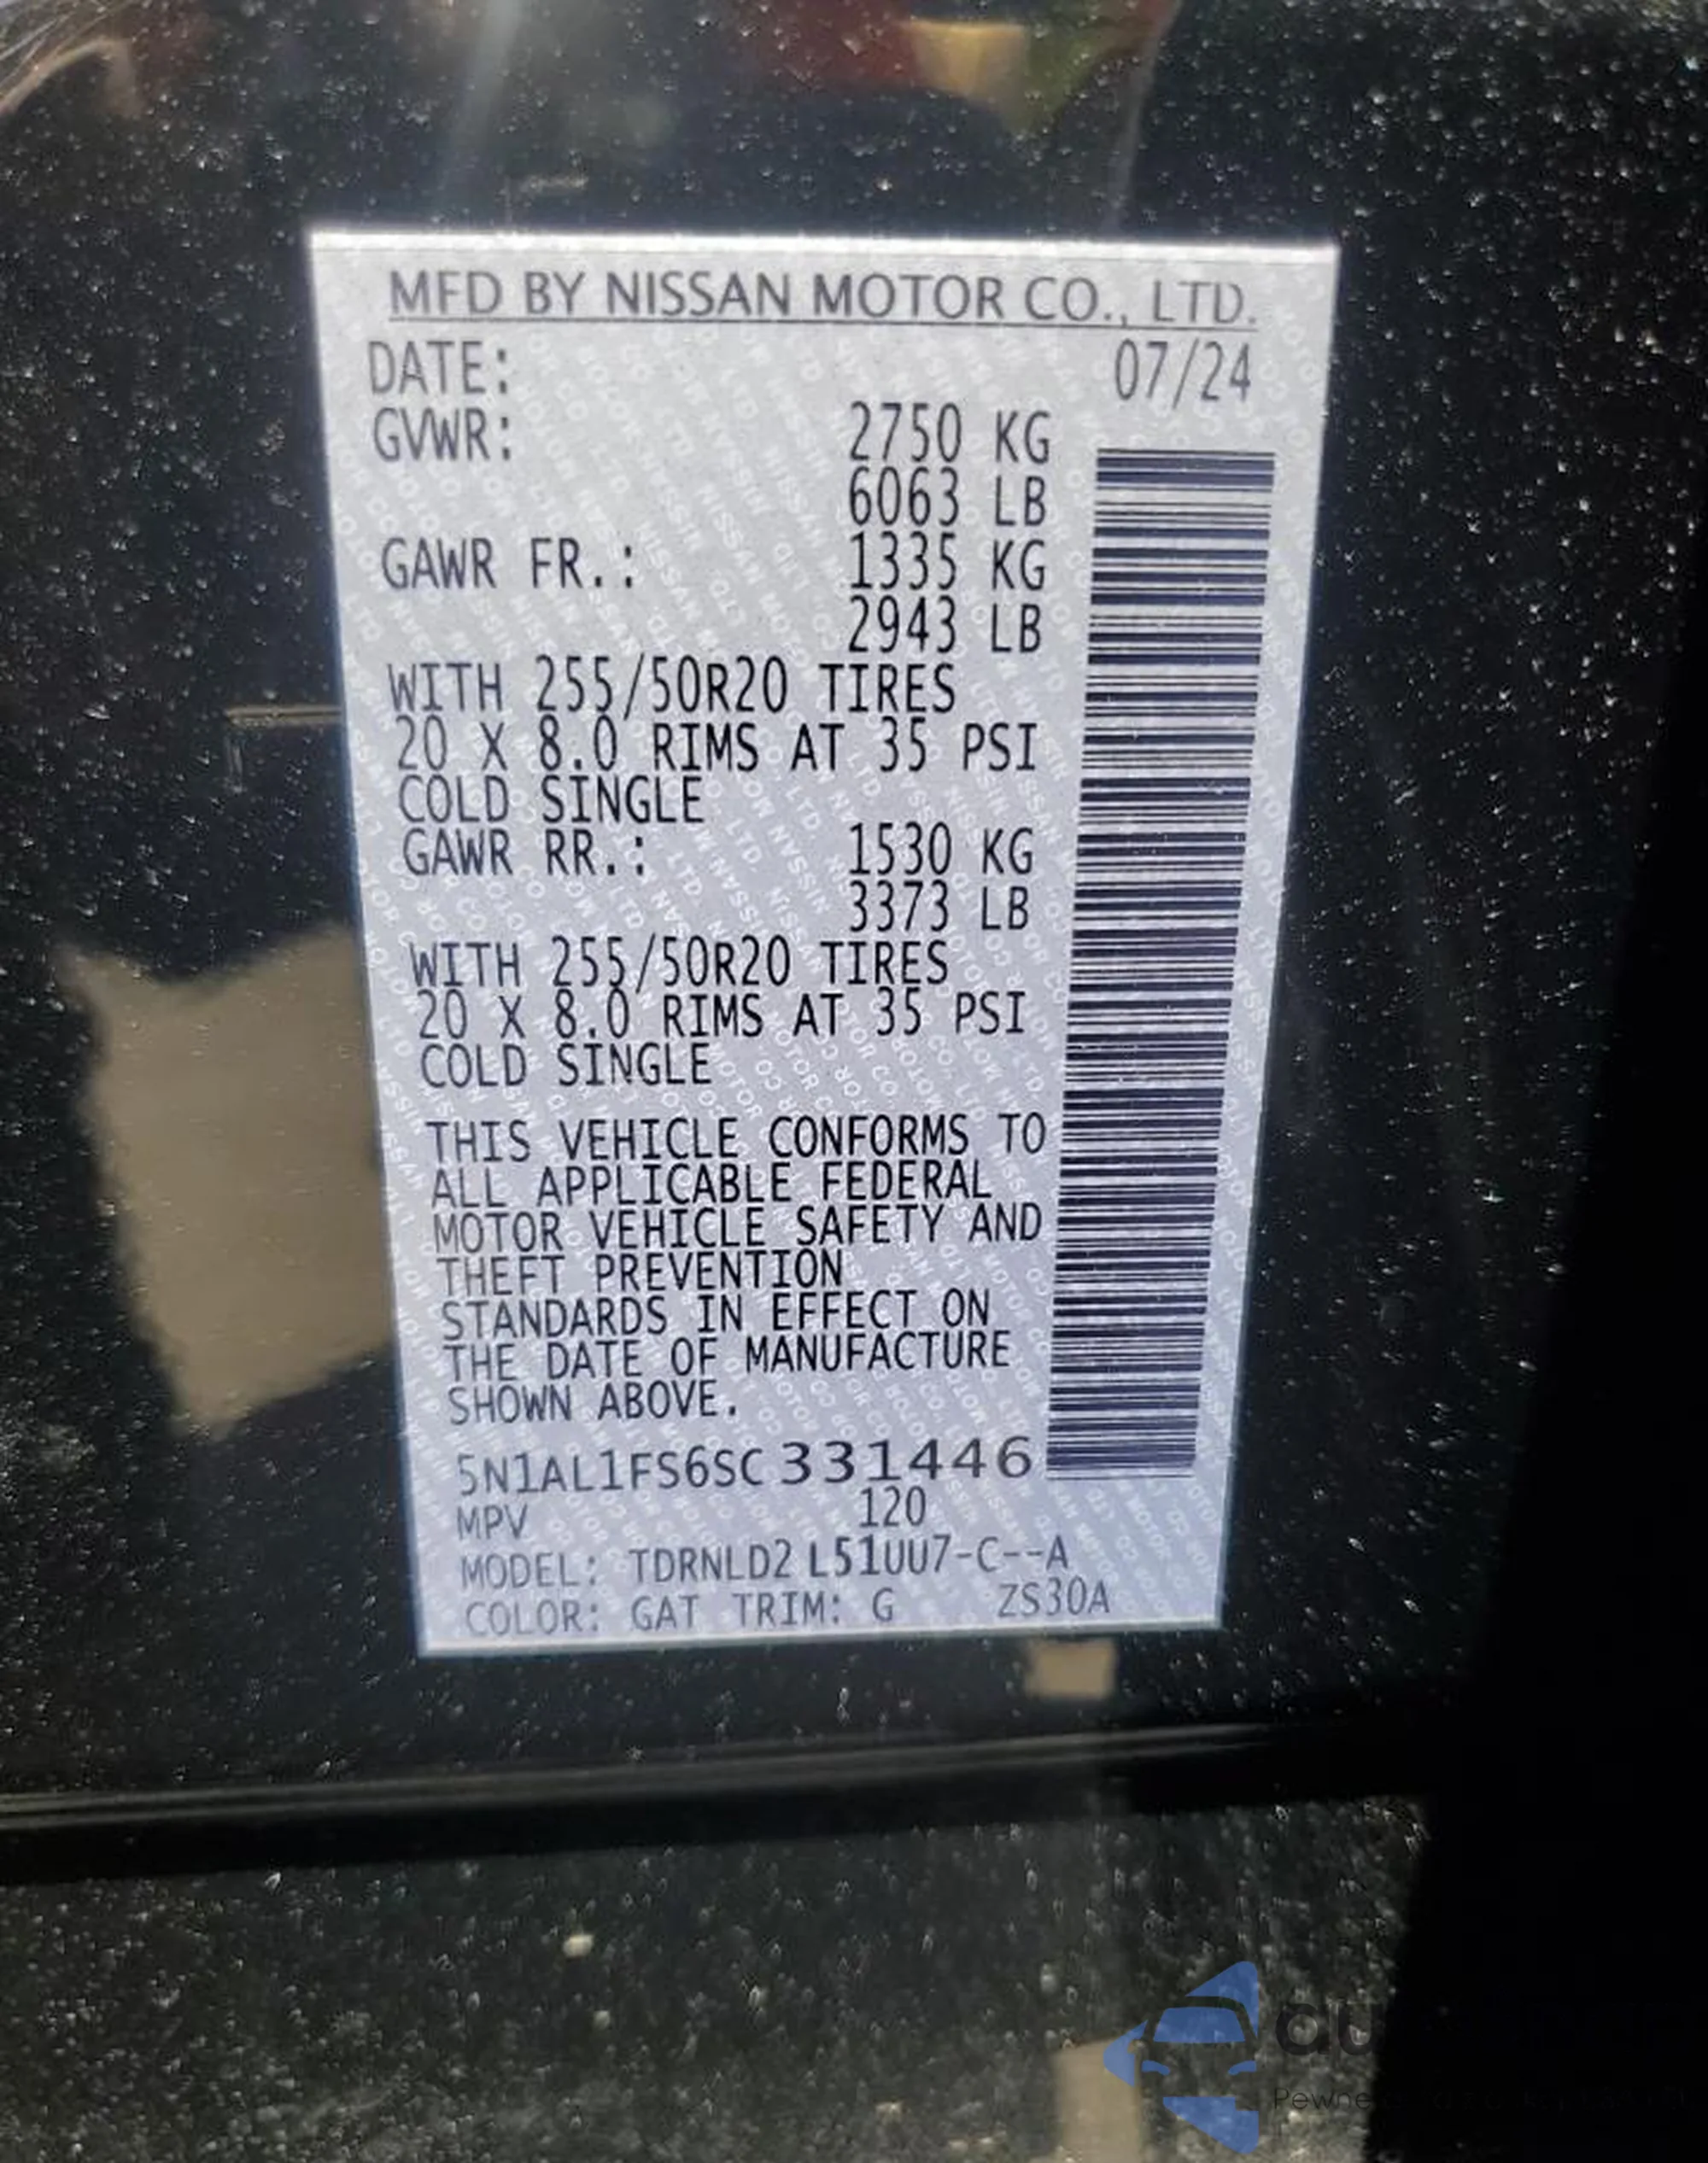 MFD BY NISSAN MOTOR CO., LTD.
DATE: 07/24
GVWR: 2750 KG
6063 LB
GAWR FR.: 1335 KG
2943 LB
WITH 255/50R20 TIRES
20 X 8.0 RIMS AT 35 PSI
COLD SINGLE
GAWR RR.: 1530 KG
3373 LB
WITH 255/50R20 TIRES
20 X 8.0 RIMS AT 35 PSI
COLD SINGLE
THIS VEHICLE CONFORMS TO
ALL APPLICABLE FEDERAL
MOTOR VEHICLE SAFETY AND
THEFT PREVENTION
STANDARDS IN EFFECT ON
THE DATE OF MANUFACTURE
SHOWN ABOVE.
5N1AL1FS6SC331446
MPV 120
MODEL: TDRNLD2 L51UU7-C--A
COLOR: GAT TRIM: G ZS30A